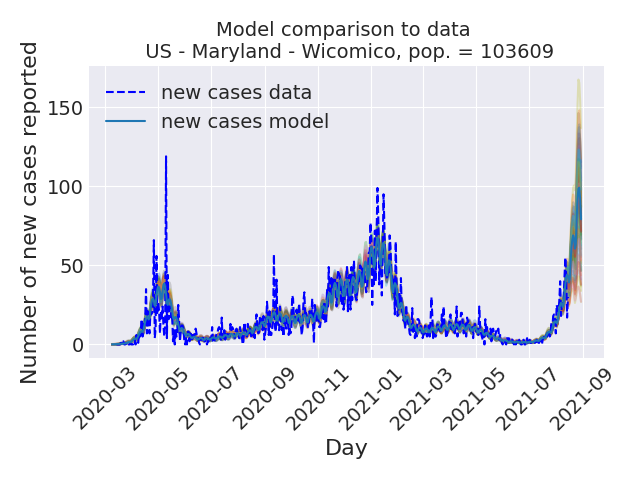 Model comparison to data
US - Maryland - Wicomico, pop. = 103609
Number of new cases reported
150
100
50
0
new cases data
new cases model
2020-03
2020-05
2020-07
2020-09
2020-11
2021-01
2021-03
2021-05
2021-07
2021-09
Day